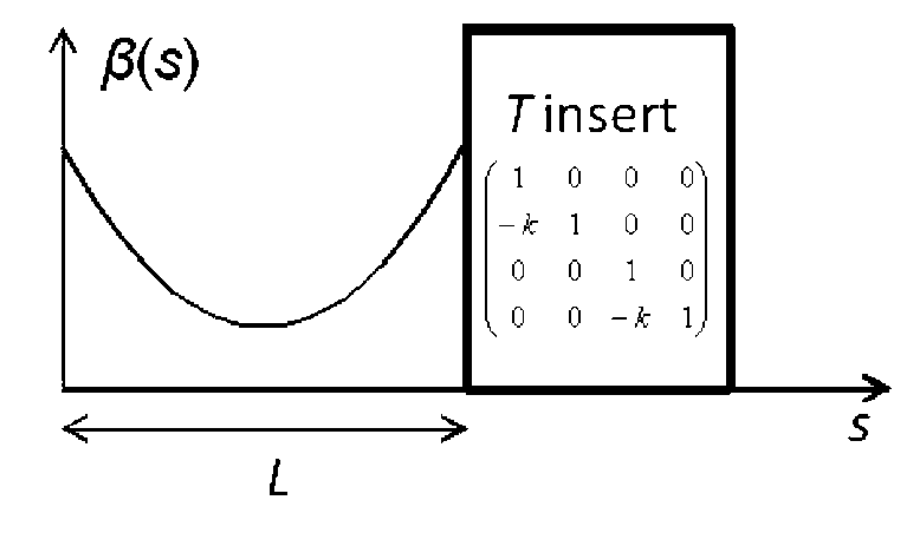 β(s)
T insert
1 0 0 0
-k 1 0 0
0 0 1 0
0 0 -k 1
s
L